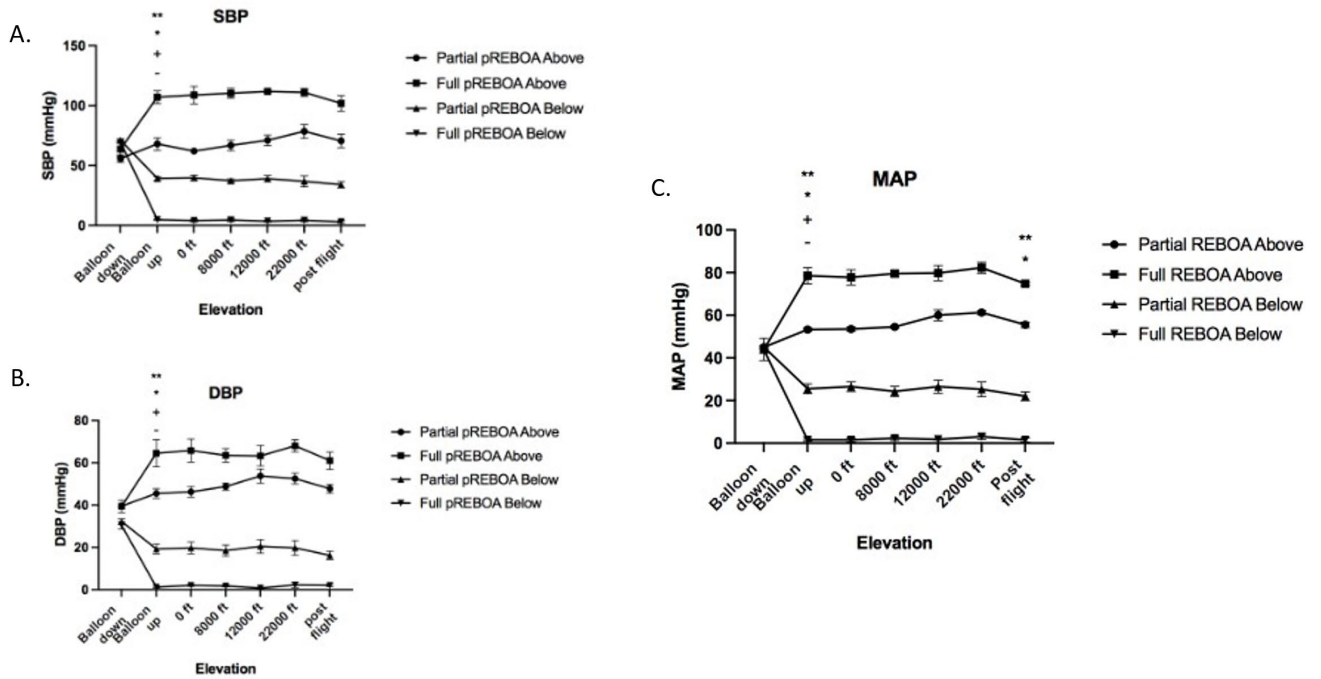 A.
SBP
**
*
+
-
150
100
50
0
SBP (mmHg)
Balloon down
Balloon up
0 ft
8000 ft
12000 ft
22000 ft
post flight
Elevation
Partial pREBOA Above
Full pREBOA Above
Partial pREBOA Below
Full pREBOA Below
B.
DBP
**
*
+
-
80
60
40
20
0
DBP (mmHg)
Balloon down
Balloon up
0 ft
8000 ft
12000 ft
22000 ft
post
flight
Elevation
Partial pREBOA Above
Full pREBOA Above
Partial pREBOA Below
Full pREBOA Below
C.
MAP
**
*
+
-
**
*
100
80
60
40
20
0
MAP (mmHg)
Balloon down
Balloon up
0 ft
8000 ft
12000 ft
22000 ft
Post
flight
Elevation
Partial REBOA Above
Full REBOA Above
Partial REBOA Below
Full REBOA Below